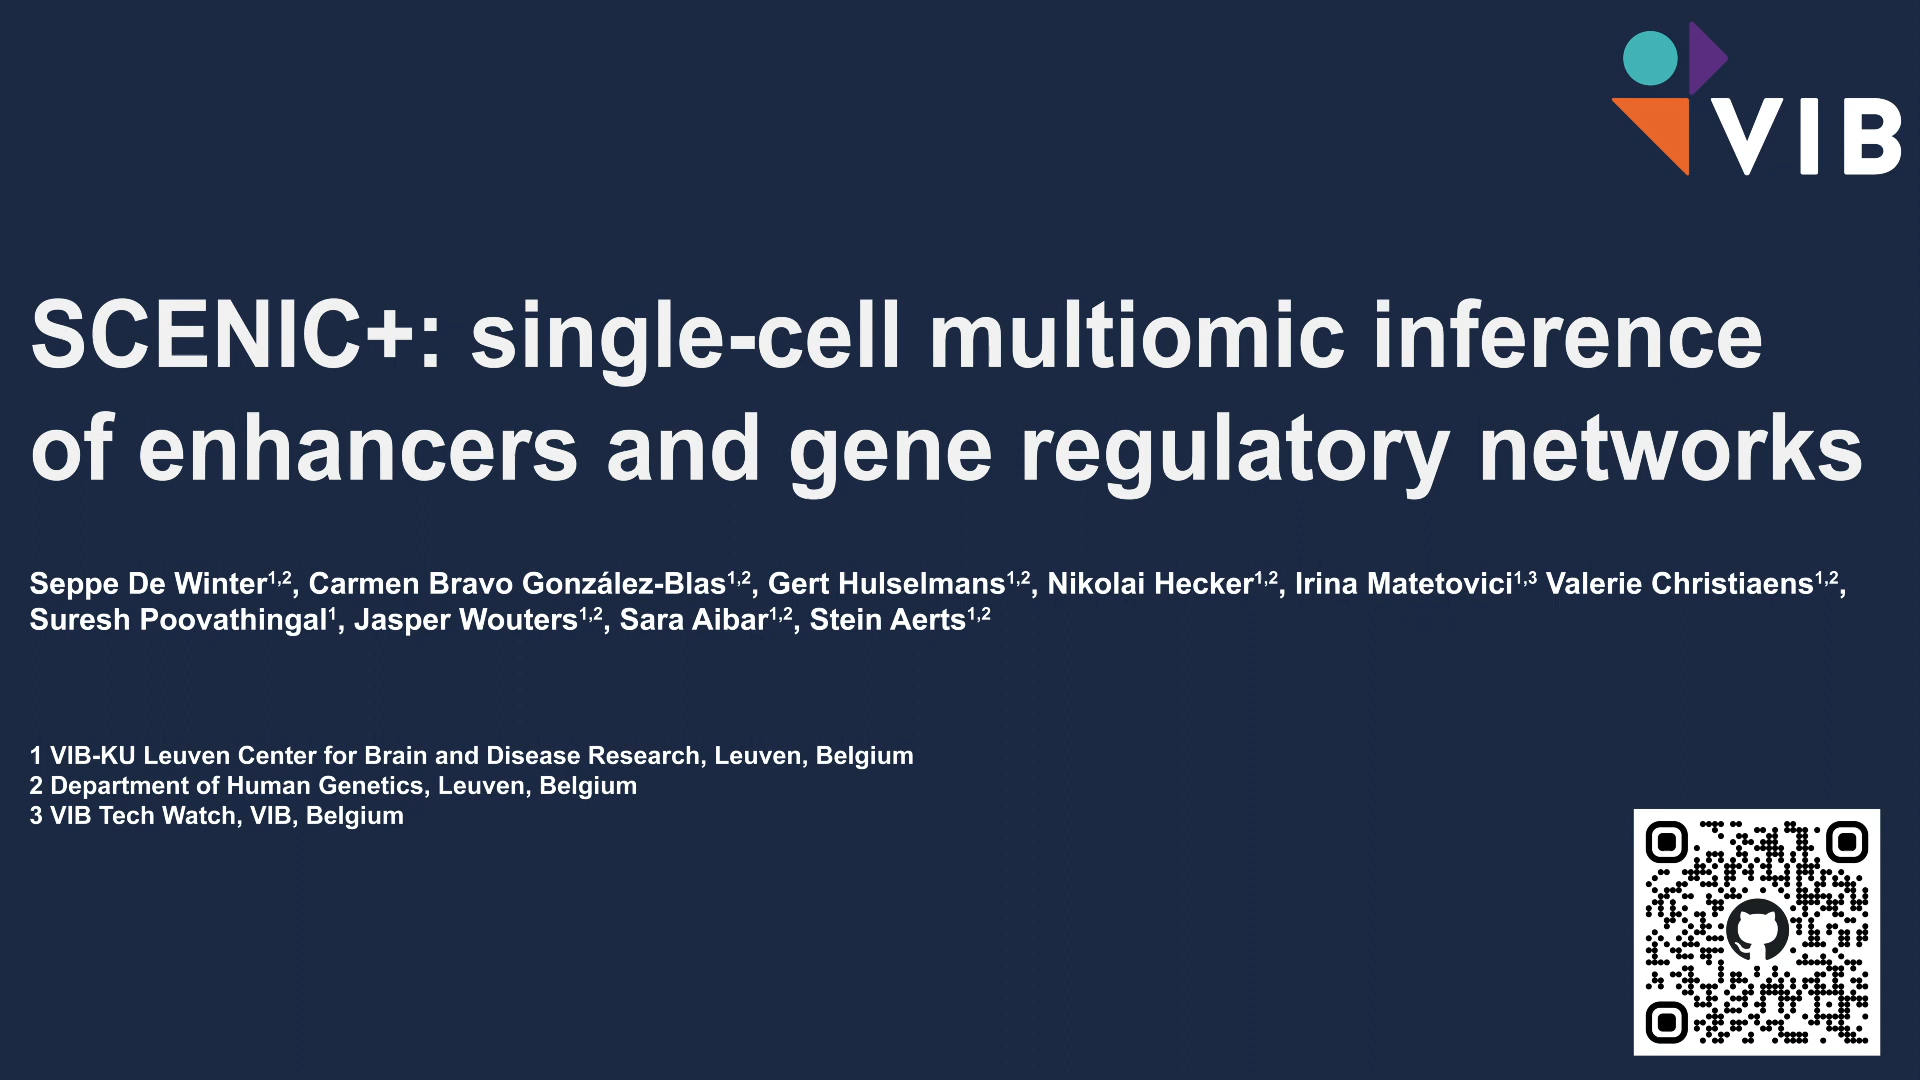 VIB
SCENIC+: single-cell multiomic inference
of enhancers and gene regulatory networks
Seppe De Winter1,2, Carmen Bravo González-Blas1,2, Gert Hulselmans1,2, Nikolai Hecker1,2, Irina Matetovici1,3 Valerie Christiaens1,2,
Suresh Poovathingal1, Jasper Wouters1,2, Sara Aibar1,2, Stein Aerts1,2
1 VIB-KU Leuven Center for Brain and Disease Research, Leuven, Belgium
2 Department of Human Genetics, Leuven, Belgium
3 VIB Tech Watch, VIB, Belgium